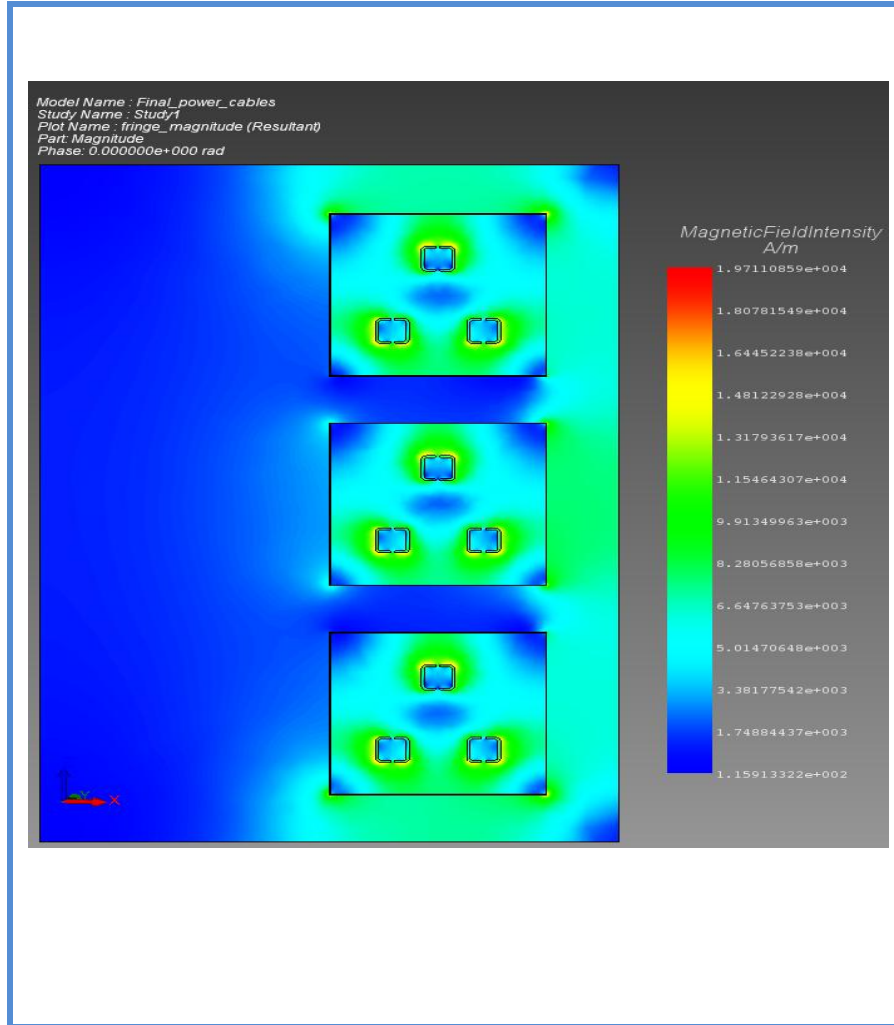 Model Name : Final_power_cables
Study Name : Study1
Plot Name : fringe_magnitude (Resultant)
Part: Magnitude
Phase: 0.000000e+000 rad
MagneticFieldIntensity
A/m
1.97110859e+004
1.80781549e+004
1.64452238e+004
1.48122928e+004
1.31793617e+004
1.15464307e+004
9.91349963e+003
8.28056858e+003
6.64763753e+003
5.01470648e+003
3.38177542e+003
1.74884437e+003
1.15913322e+002
X